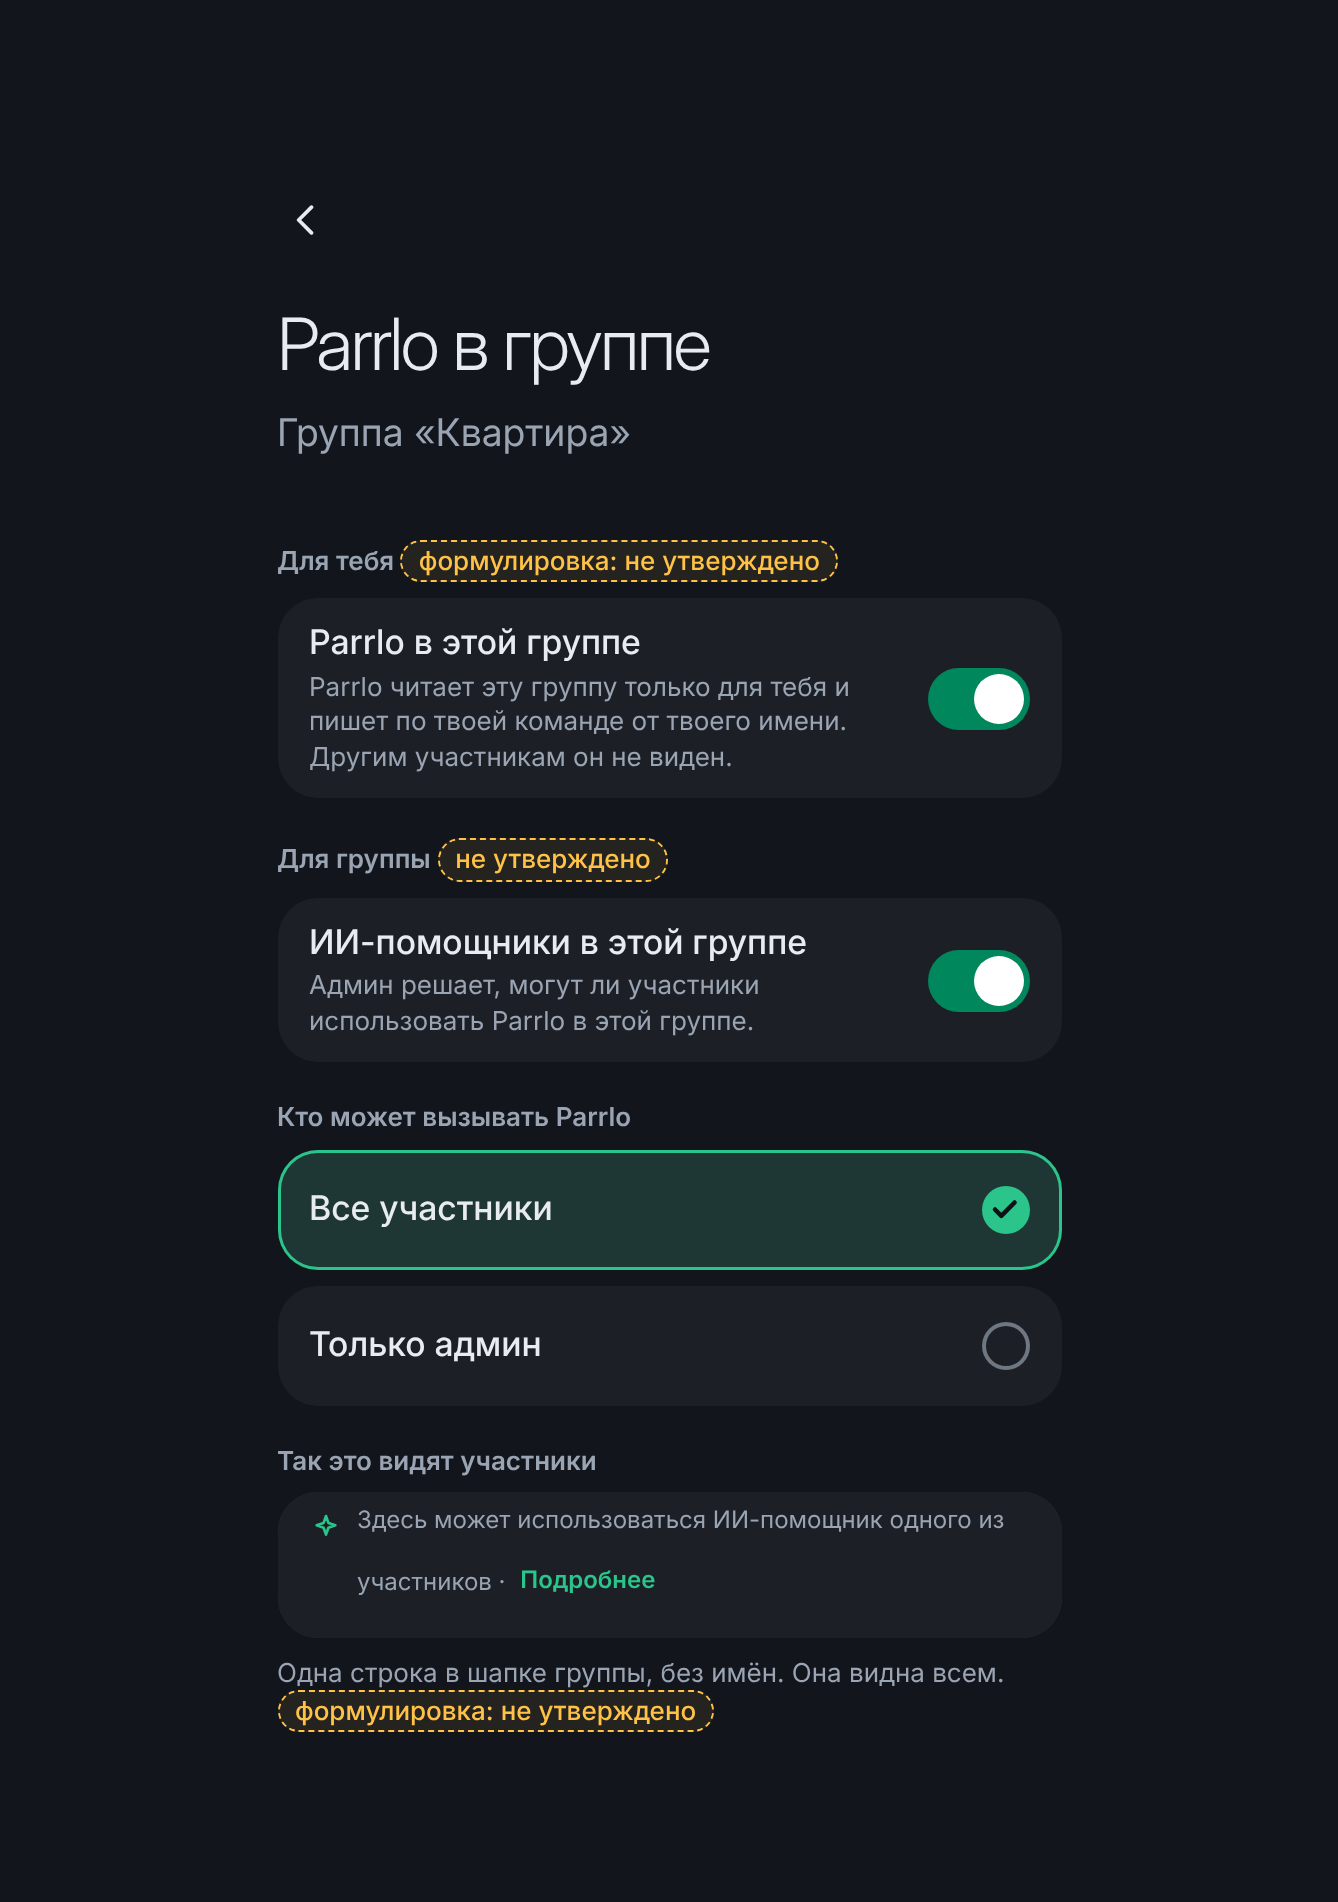 Parrlo в группе
Группа «Квартира»
Для тебя формулировка: не утверждено
Parrlo в этой группе
Parrlo читает эту группу только для тебя и
пишет по твоей команде от твоего имени.
Другим участникам он не виден.
Для группы не утверждено
ИИ-помощники в этой группе
Админ решает, могут ли участники
использовать Parrlo в этой группе.
Кто может вызывать Parrlo
Все участники
Только админ
Так это видят участники
Здесь может использоваться ИИ-помощник одного из
участников · Подробнее
Одна строка в шапке группы, без имён. Она видна всем.
формулировка: не утверждено